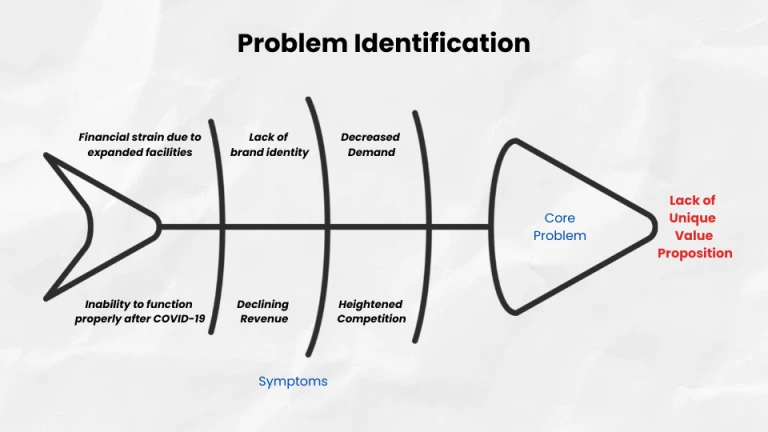 Problem Identification
Financial strain due to
expanded facilities
Lack of
brand identity
Decreased
Demand
Core
Problem
Lack of
Unique
Value
Proposition
Inability to function
properly after COVID-19
Declining
Revenue
Heightened
Competition
Symptoms